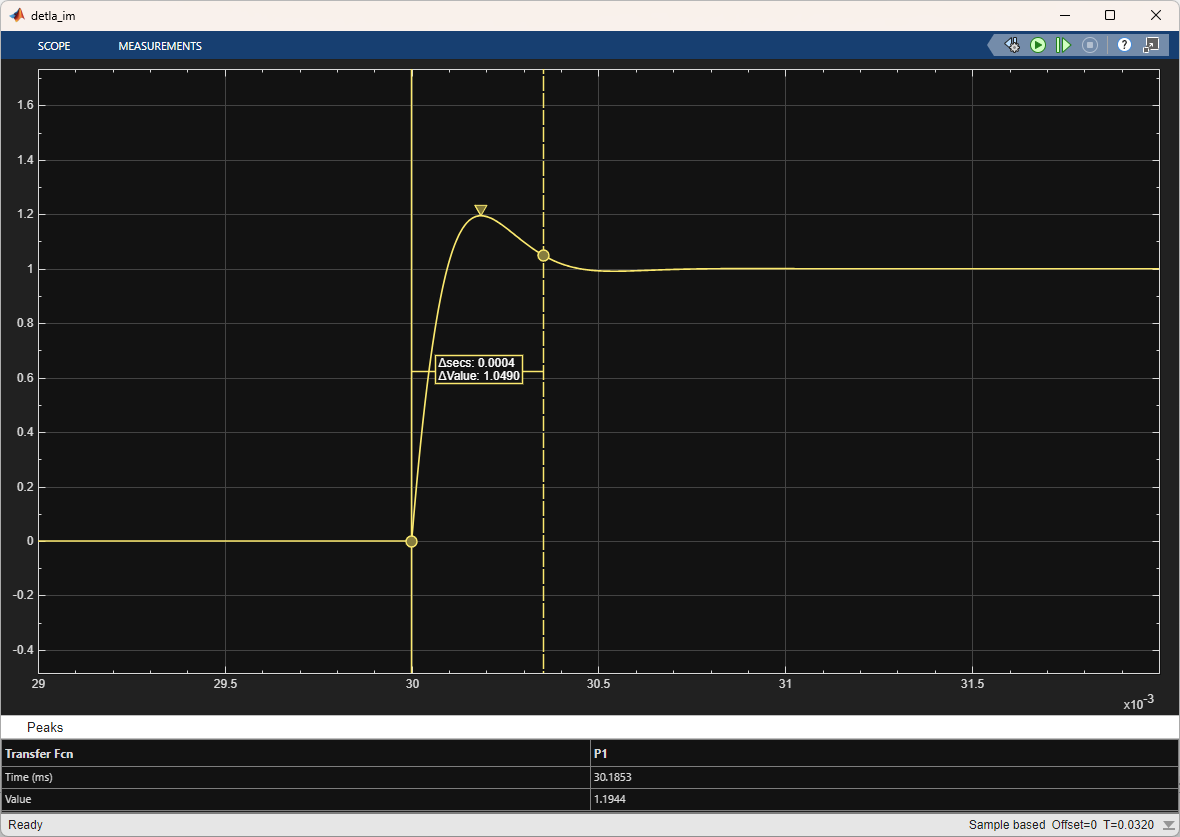 detla_im
SCOPE MEASUREMENTS
?
1.6
1.4
1.2
1
0.8
0.6
0.4
0.2
0
-0.2
-0.4
Δsecs: 0.0004
ΔValue: 1.0490
29 29.5 30 30.5 31 31.5
x10-3
Peaks
Transfer Fcn P1
Time (ms) 30.1853
Value 1.1944
Ready Sample based Offset=0 T=0.0320